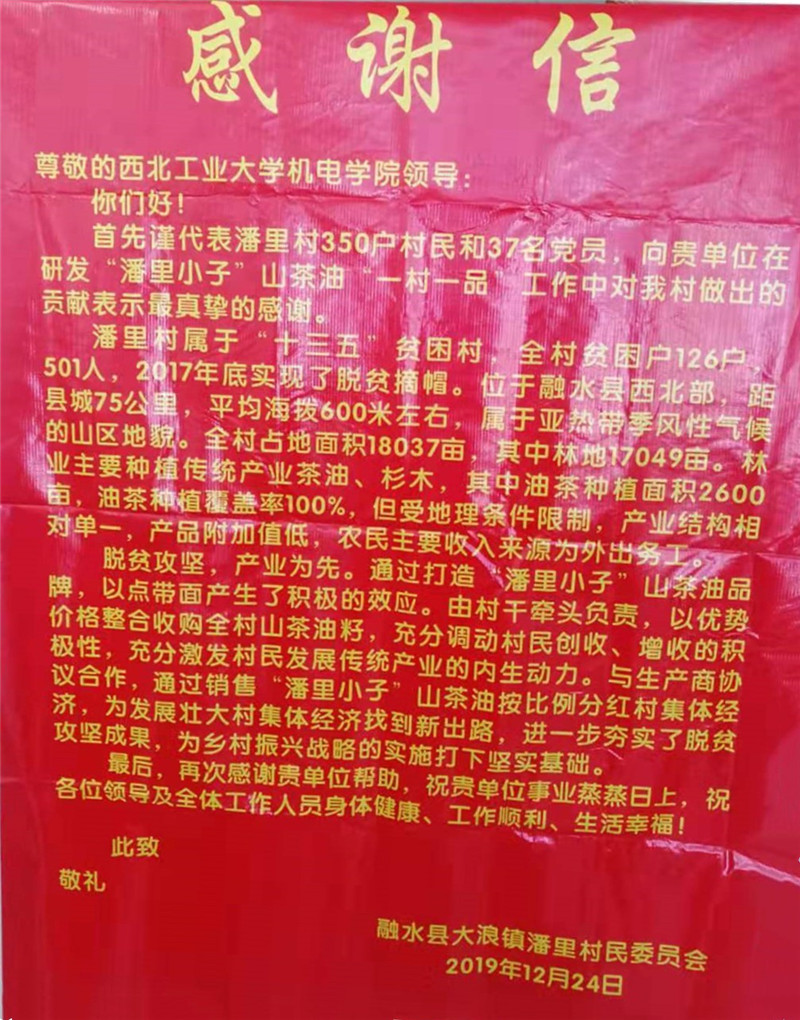 感谢信
尊敬的西北工业大学机电学院领导：
你们好！
首先谨代表潘里村350户村民和37名党员，向贵单位在
研发“潘里小子”山茶油“一村一品”工作中对我村做出的
贡献表示最真挚的感谢。
潘里村属于“十三五”贫困村，全村贫困户126户，
501人，2017年底实现了脱贫摘帽。位于融水县西北部，距
县城75公里，平均海拔600米左右，属于亚热带季风性气候
的山区地貌。全村占地面积18037亩，其中林地17049亩。林
业主要种植传统产业茶油、杉木，其中油茶种植面积2600
亩，油茶种植覆盖率100%，但受地理条件限制，产业结构相
对单一，产品附加值低，农民主要收入来源为外出务工。
脱贫攻坚，产业为先。通过打造“潘里小子”山茶油品
牌，以点带面产生了积极的效应。由村干牵头负责，以优势
价格整合收购全村山茶油籽，充分调动村民创收、增收的积
极性，充分激发村民发展传统产业的内生动力。与生产商协
议合作，通过销售“潘里小子”山茶油按比例分红村集体经
济，为发展壮大村集体经济找到新出路，进一步夯实了脱贫
攻坚成果，为乡村振兴战略的实施打下坚实基础。
最后，再次感谢贵单位帮助，祝贵单位事业蒸蒸日上，祝
各位领导及全体工作人员身体健康、工作顺利、生活幸福！
此致
敬礼
融水县大浪镇潘里村民委员会
2019年12月24日